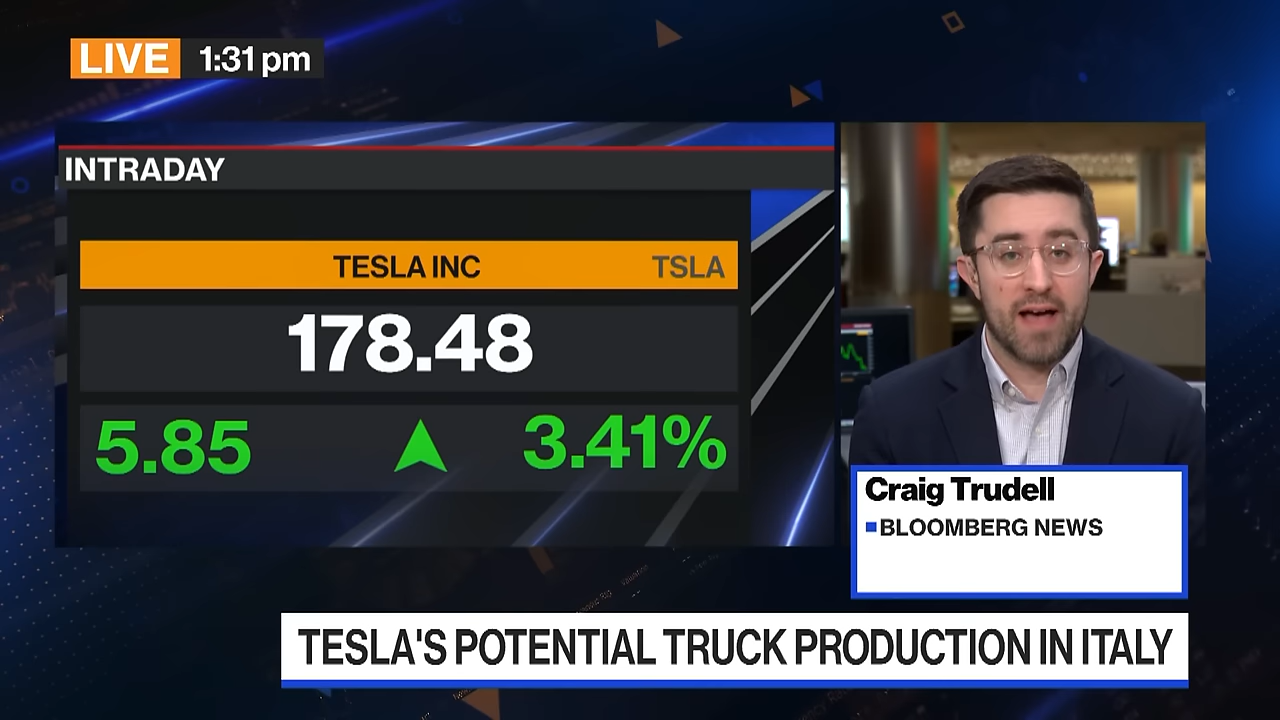 LIVE 1:31 pm
INTRADAY
TESLA INC TSLA
178.48
5.85 ▲ 3.41%
Craig Trudell
BLOOMBERG NEWS
TESLA'S POTENTIAL TRUCK PRODUCTION IN ITALY